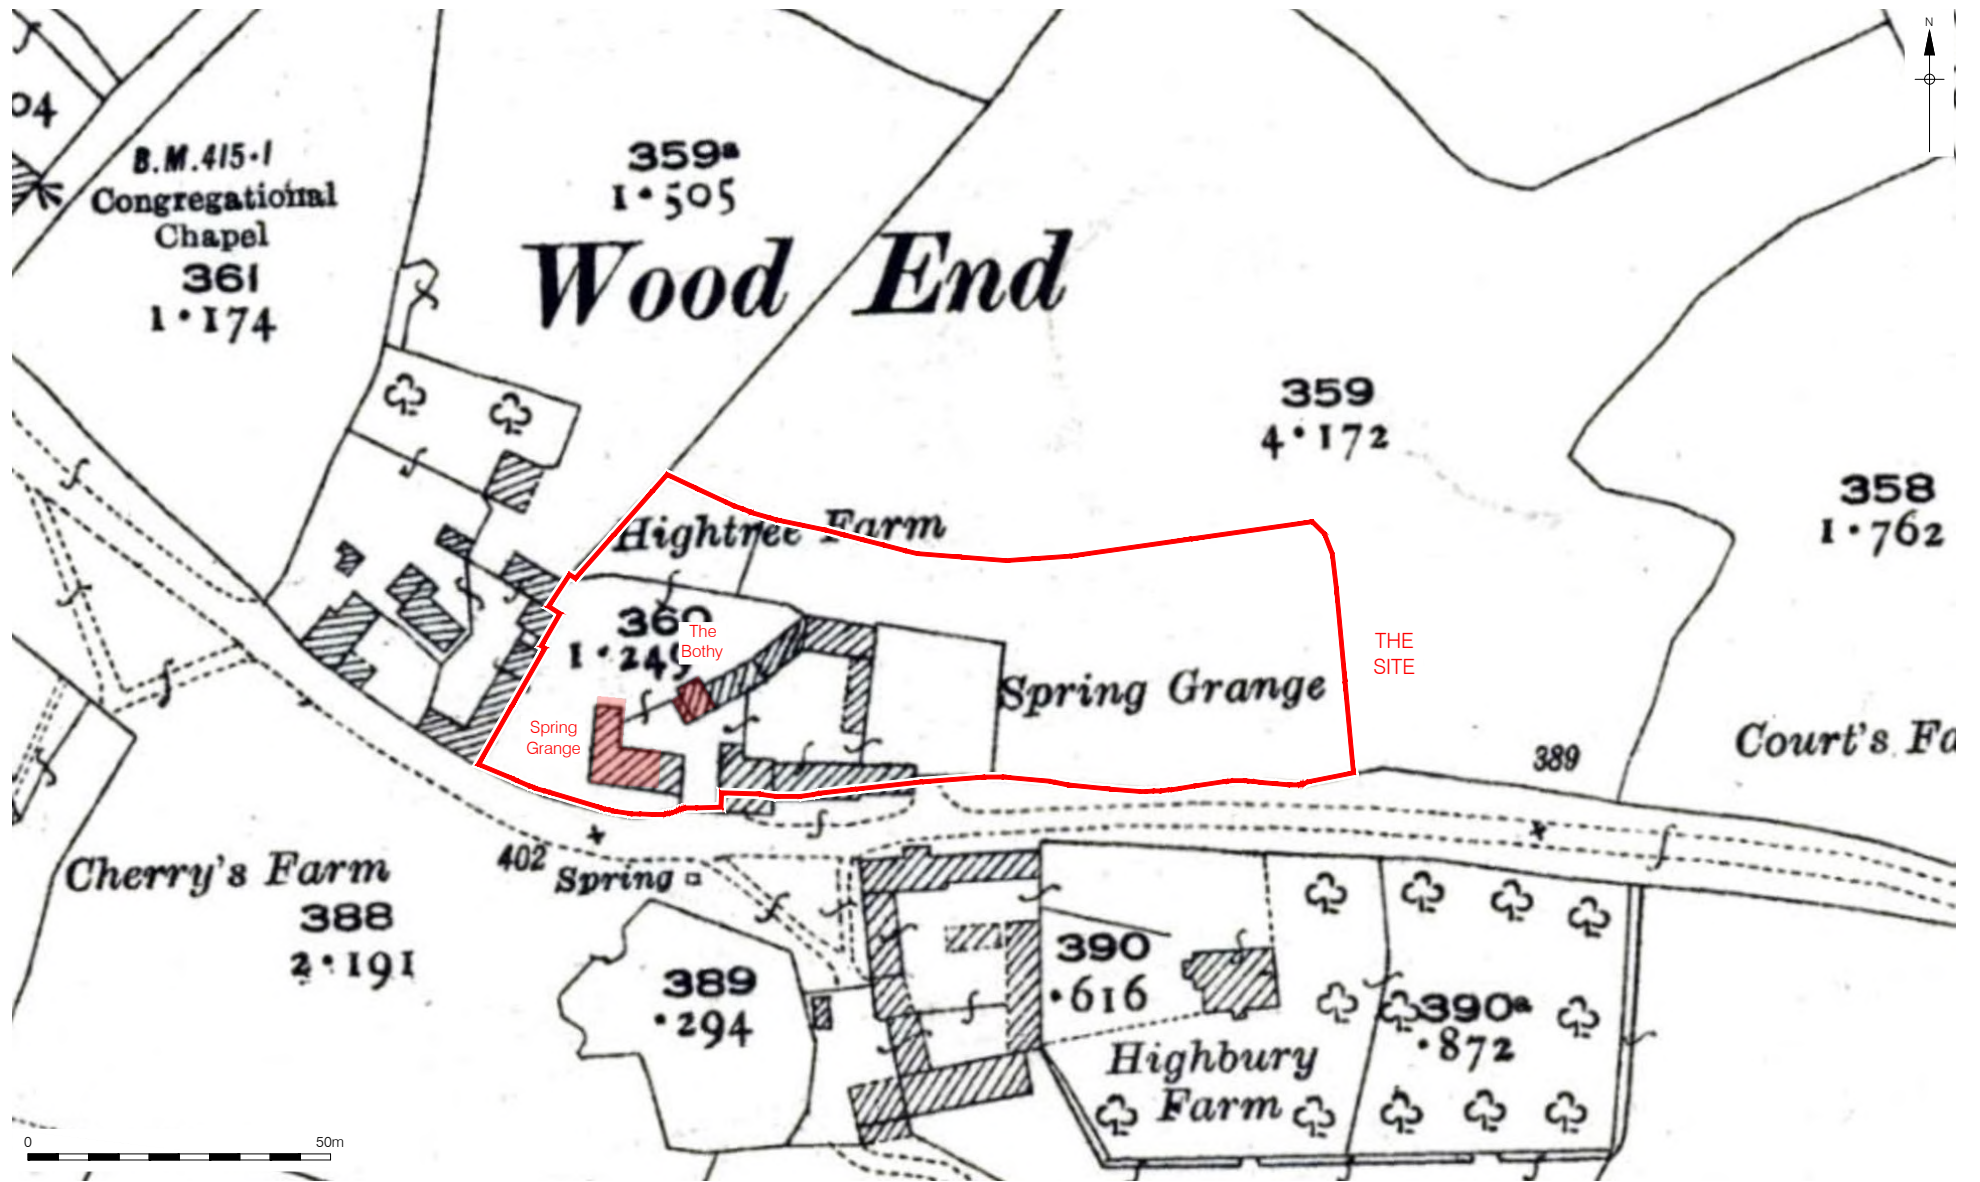 N
04
B.M.415·1
Congregational
Chapel
361
1·174
359a
1·505
Wood End
359
4·172
358
1·762
Hightree Farm
360
The
Bothy
Spring
Grange
Spring Grange
THE
SITE
389
Court's Fa
402
Spring
Cherry's Farm
388
2·191
389
·294
390
·616
390a
·872
Highbury
Farm
0 50m